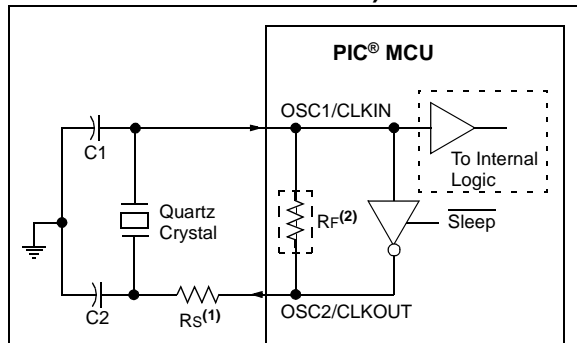 PIC® MCU
OSC1/CLKIN
C1
To Internal
Logic
Quartz
Crystal
RF(2)
Sleep
C2
RS(1)
OSC2/CLKOUT